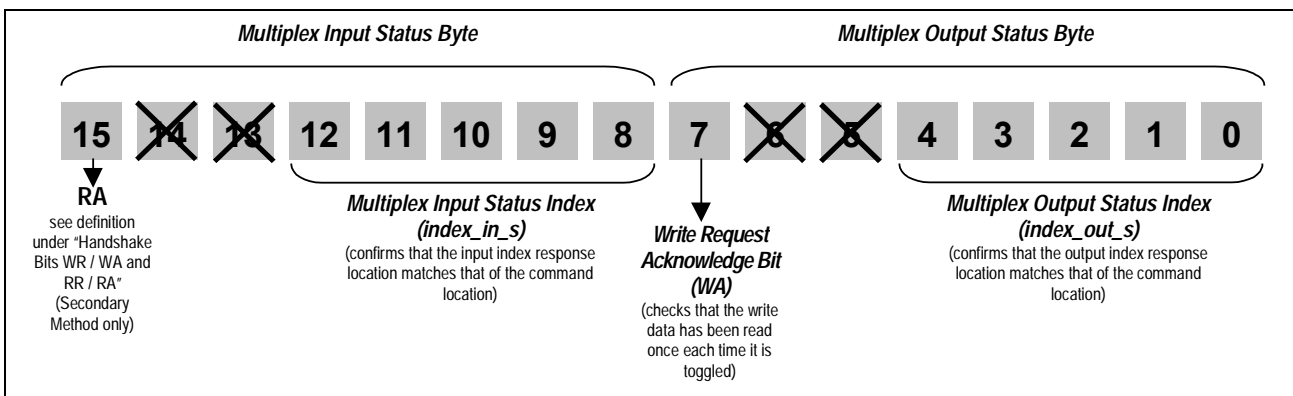 Multiplex Input Status Byte
Multiplex Output Status Byte
15 14 13 12 11 10 9 8 7 6 5 4 3 2 1 0
RA
see definition
under "Handshake
Bits WR / WA and
RR / RA"
(Secondary
Method only)
Multiplex Input Status Index
(index_in_s)
(confirms that the input index response
location matches that of the command
location)
Write Request
Acknowledge Bit
(WA)
(checks that the write
data has been read
once each time it is
toggled)
Multiplex Output Status Index
(index_out_s)
(confirms that the output index response
location matches that of the command
location)